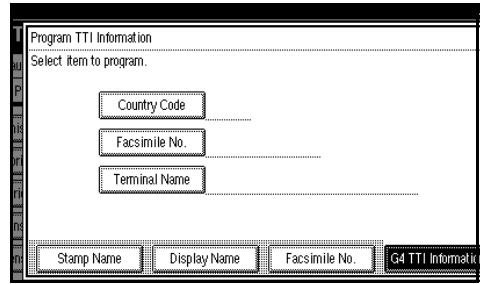 Program TTI Information
Select item to program.
Country Code
Facsimile No.
Terminal Name
Stamp Name Display Name Facsimile No. G4 TTI Informatio